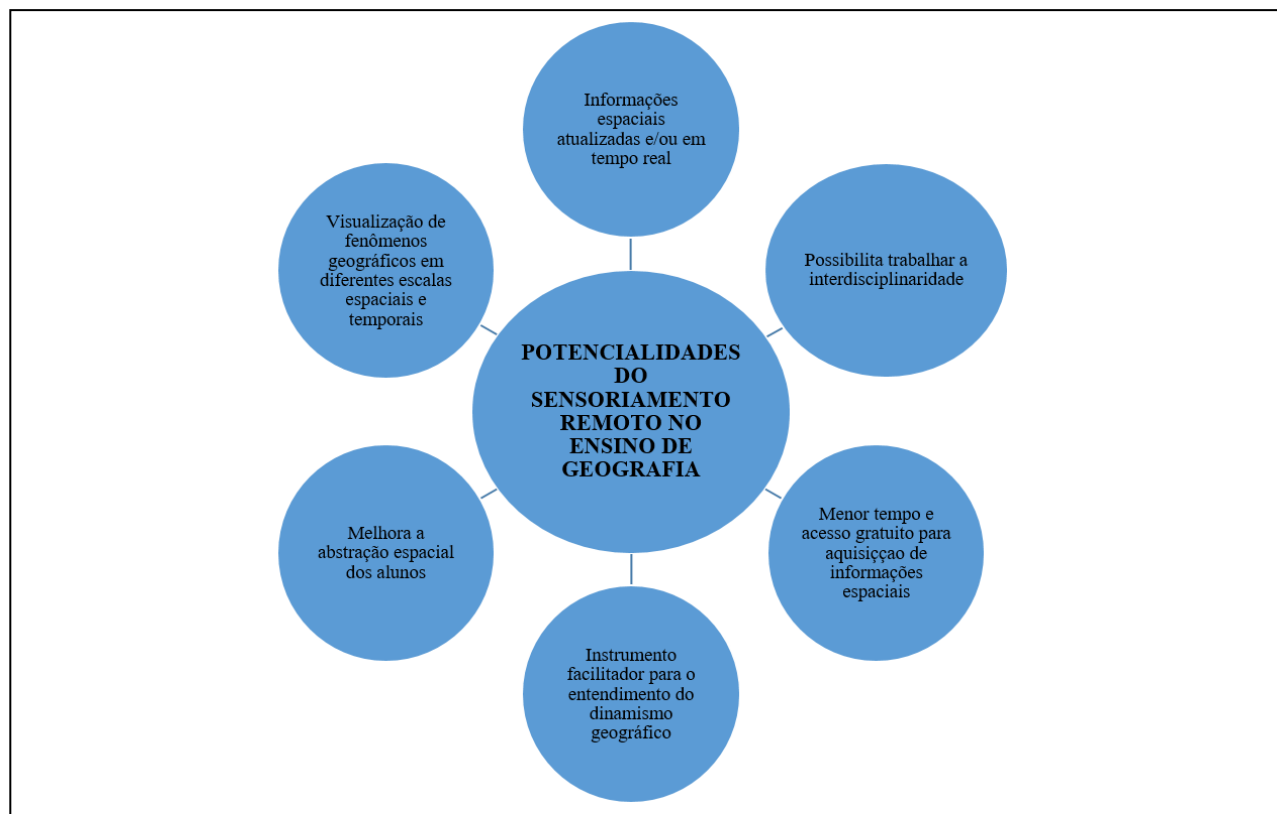 Informações
espaciais
atualizadas e/ou em
tempo real
Visualização de
fenômenos
geográficos em
diferentes escalas
espaciais e
temporais
Possibilita trabalhar a
interdisciplinaridade
POTENCIALIDADES
DO
SENSORIAMENTO
REMOTO NO
ENSINO DE
GEOGRAFIA
Melhora a
abstração espacial
dos alunos
Menor tempo e
acesso gratuito para
aquisiççao de
informações
espaciais
Instrumento
facilitador para o
entendimento do
dinamismo
geográfico